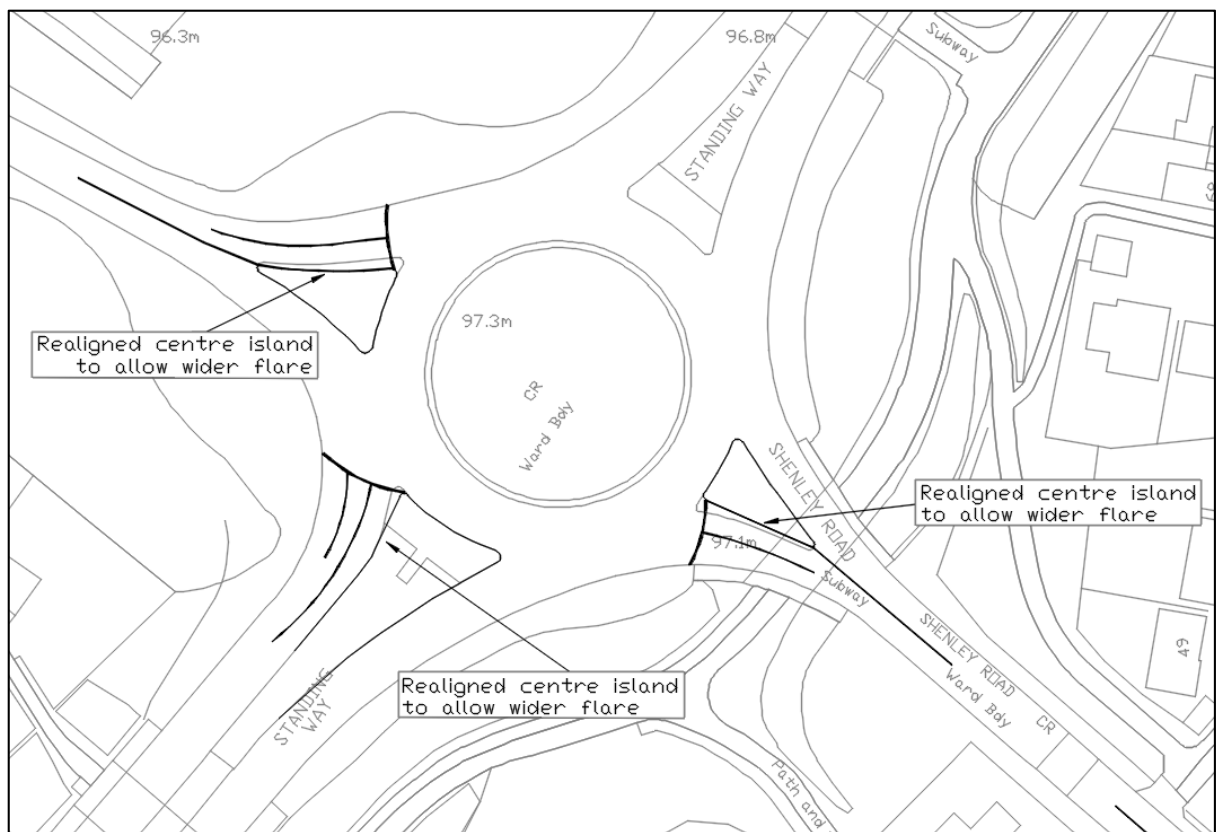 96.3m
96.8m
Subway
STANDING WAY
68
97.3m
Realigned centre island
to allow wider flare
CR
Ward Bdy
SHENLEY ROAD
Realigned centre island
to allow wider flare
97.1m
Subway
SHENLEY ROAD
CR
Ward Bdy
49
Realigned centre island
to allow wider flare
STANDING
WAY
Path and